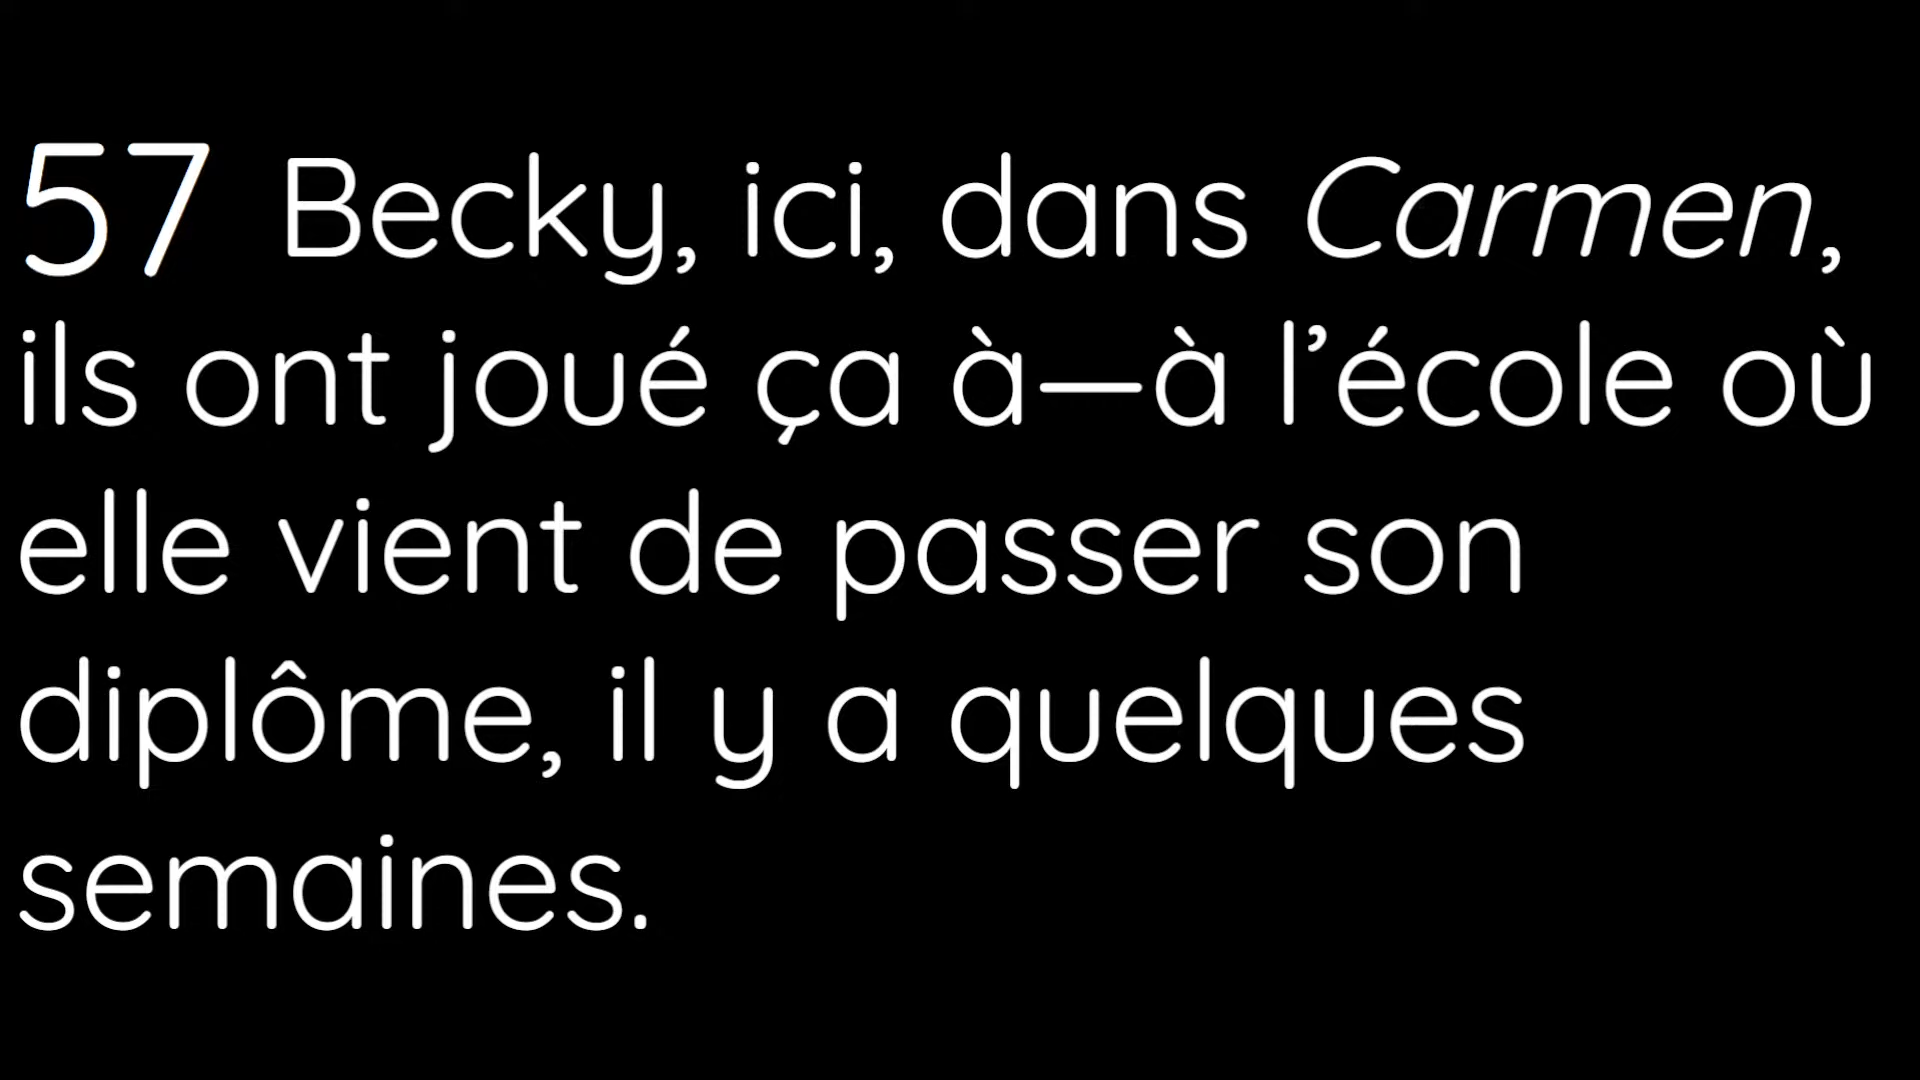 57 Becky, ici, dans Carmen,
ils ont joué ça à—à l’école où
elle vient de passer son
diplôme, il y a quelques
semaines.